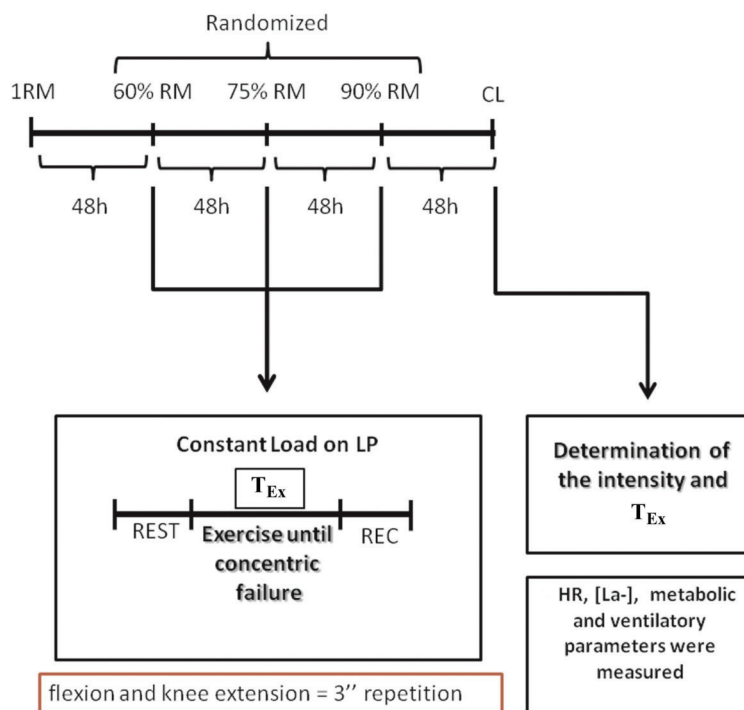 Randomized
1RM 60% RM 75% RM 90% RM CL
48h 48h 48h 48h
Constant Load on LP
T_Ex
REST Exercise until REC
concentric
failure
Determination of
the intensity and
T_Ex
HR, [La-], metabolic
and ventilatory
parameters were
measured
flexion and knee extension = 3’’ repetition